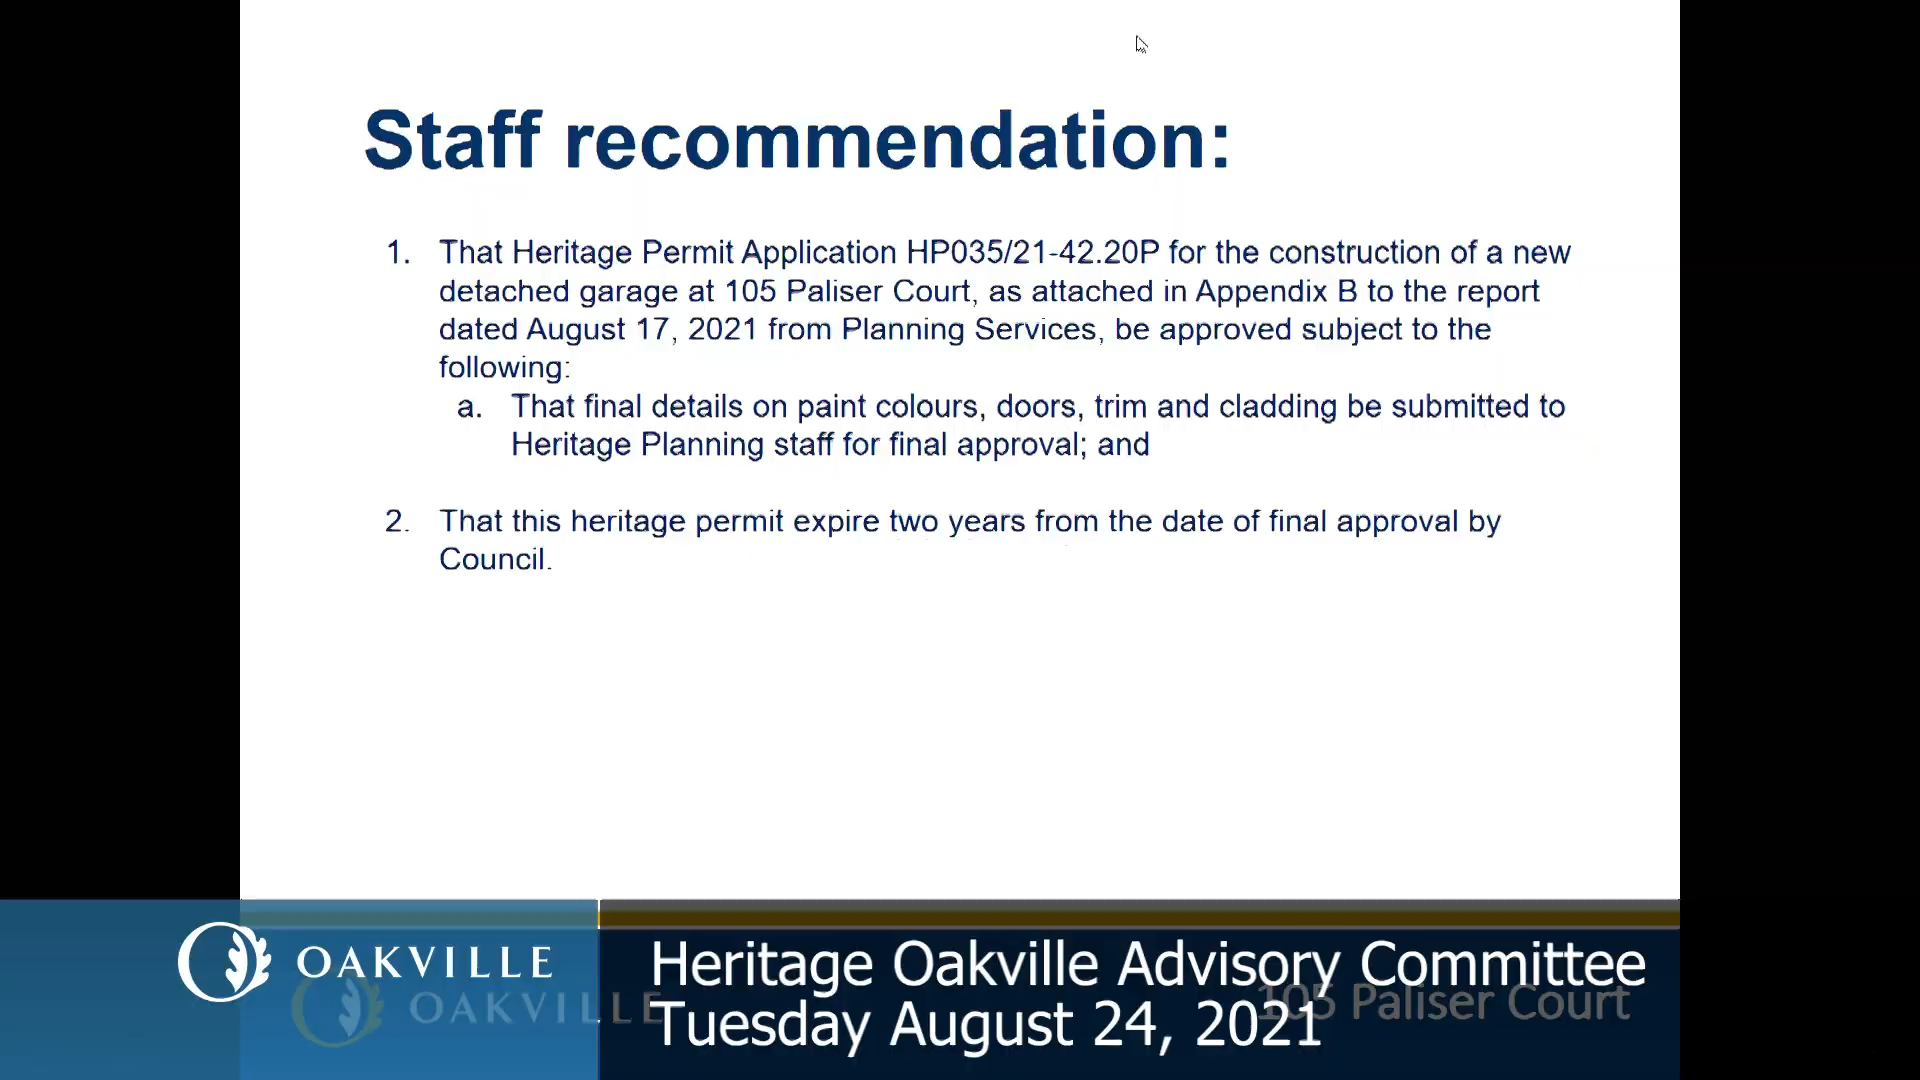 Staff recommendation:
1. That Heritage Permit Application HP035/21-42.20P for the construction of a new
detached garage at 105 Paliser Court, as attached in Appendix B to the report
dated August 17, 2021 from Planning Services, be approved subject to the
following:
a. That final details on paint colours, doors, trim and cladding be submitted to
Heritage Planning staff for final approval; and
2. That this heritage permit expire two years from the date of final approval by
Council.
OAKVILLE
OAKVILLE
Heritage Oakville Advisory Committee
105 Paliser Court
Tuesday August 24, 2021